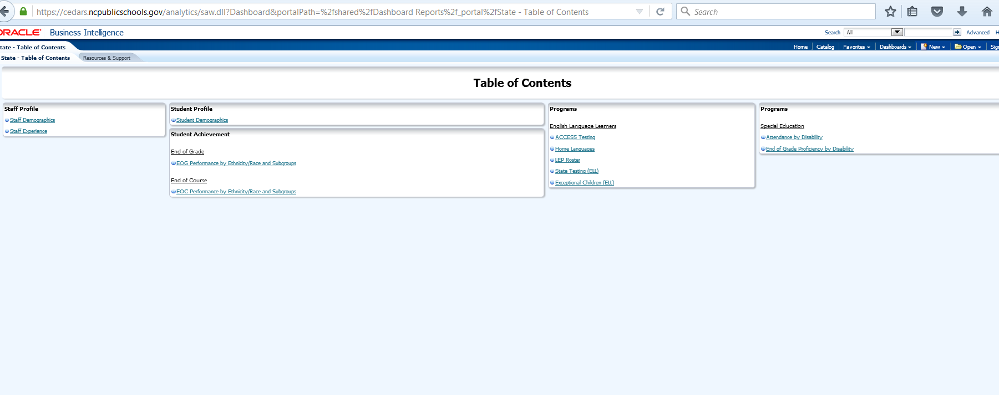 https://cedars.ncpublicschools.gov/analytics/saw.dll?Dashboard&portalPath=%2fshared%2fDashboard Reports%2f_portal%2fState - Table of Contents
Search
ORACLE Business Intelligence
Search All Advanced H
tate - Table of Contents
Home Catalog Favorites Dashboards New Open Sig
State - Table of Contents Resources & Support
Table of Contents
Staff Profile
Staff Demographics
Staff Experience
Student Profile
Student Demographics
Student Achievement
End of Grade
EOG Performance by Ethnicity/Race and Subgroups
End of Course
EOC Performance by Ethnicity/Race and Subgroups
Programs
English Language Learners
ACCESS Testing
Home Languages
LEP Roster
State Testing (ELL)
Exceptional Children (ELL)
Programs
Special Education
Attendance by Disability
End of Grade Proficiency by Disability